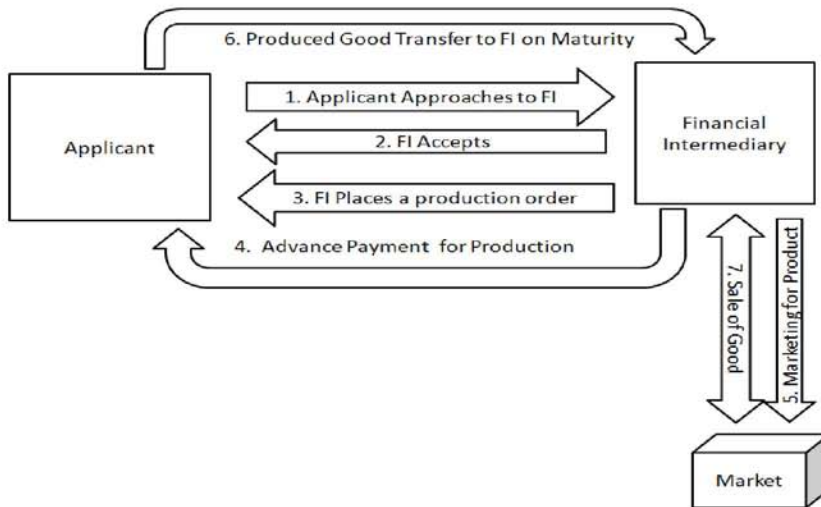 6. Produced Good Transfer to FI on Maturity
Applicant
1. Applicant Approaches to FI
2. FI Accepts
3. FI Places a production order
4. Advance Payment for Production
Financial
Intermediary
7. Sale of
Good
5. Marketing for Product
Market